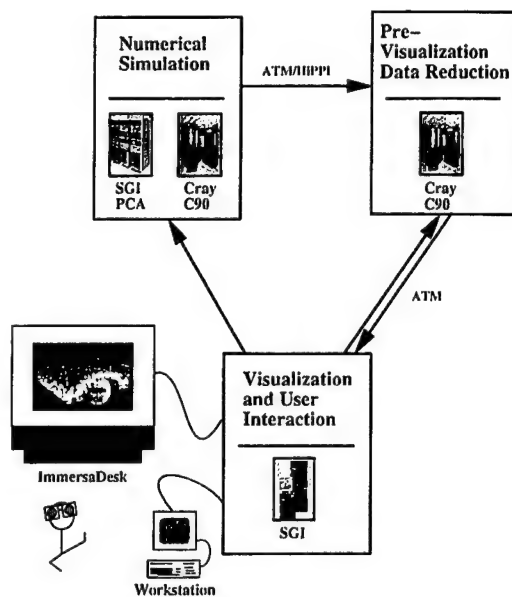 Numerical
Simulation
SGI
PCA
Cray
C90
ATM/HIPPI
Pre–
Visualization
Data Reduction
Cray
C90
ATM
Visualization
and User
Interaction
SGI
ImmersaDesk
Workstation